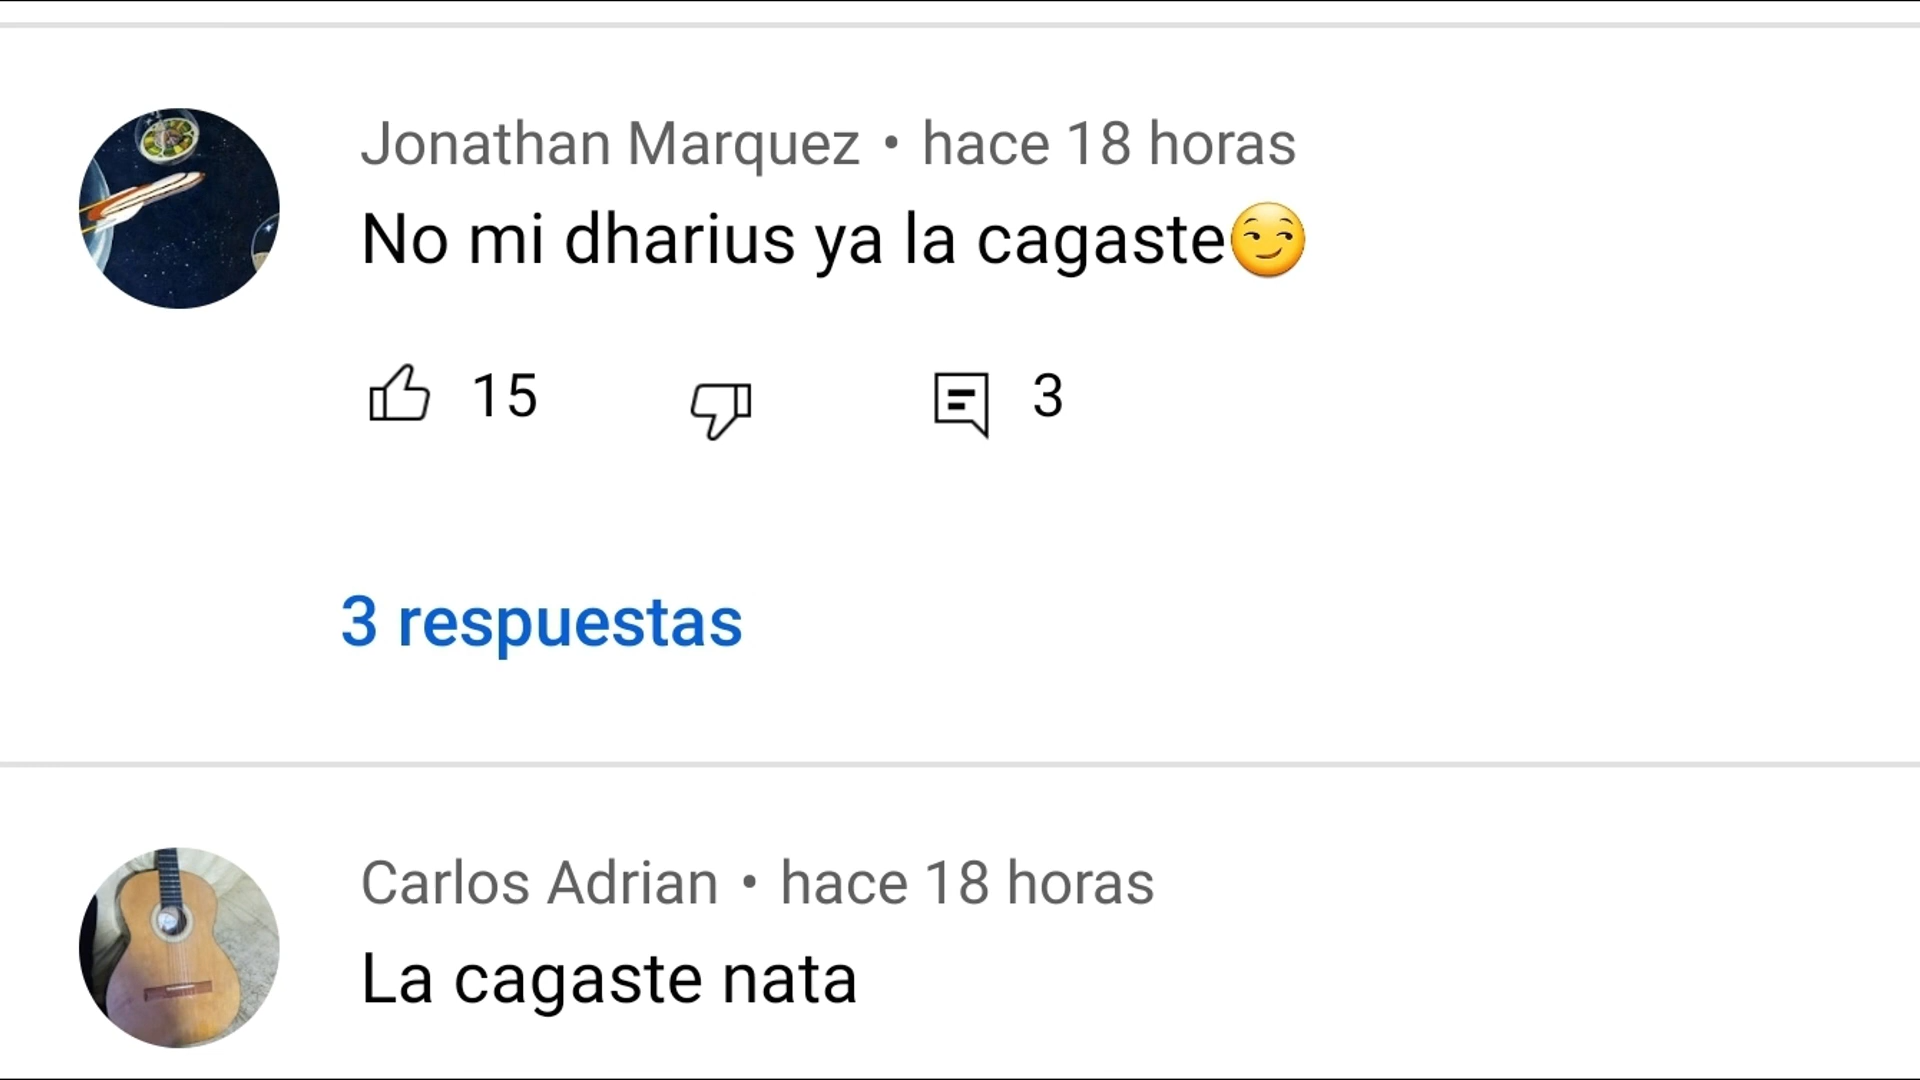 Jonathan Marquez • hace 18 horas
No mi dharius ya la cagaste😏
15 3
3 respuestas
Carlos Adrian • hace 18 horas
La cagaste nata